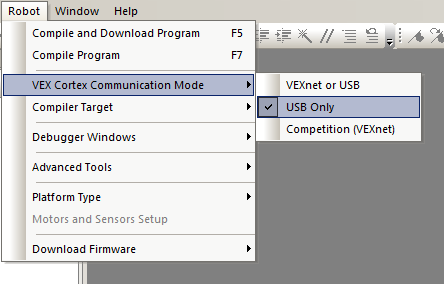 Robot Window Help
Compile and Download Program F5
Compile Program F7
VEX Cortex Communication Mode
VEXnet or USB
USB Only
Competition (VEXnet)
Compiler Target
Debugger Windows
Advanced Tools
Platform Type
Motors and Sensors Setup
Download Firmware